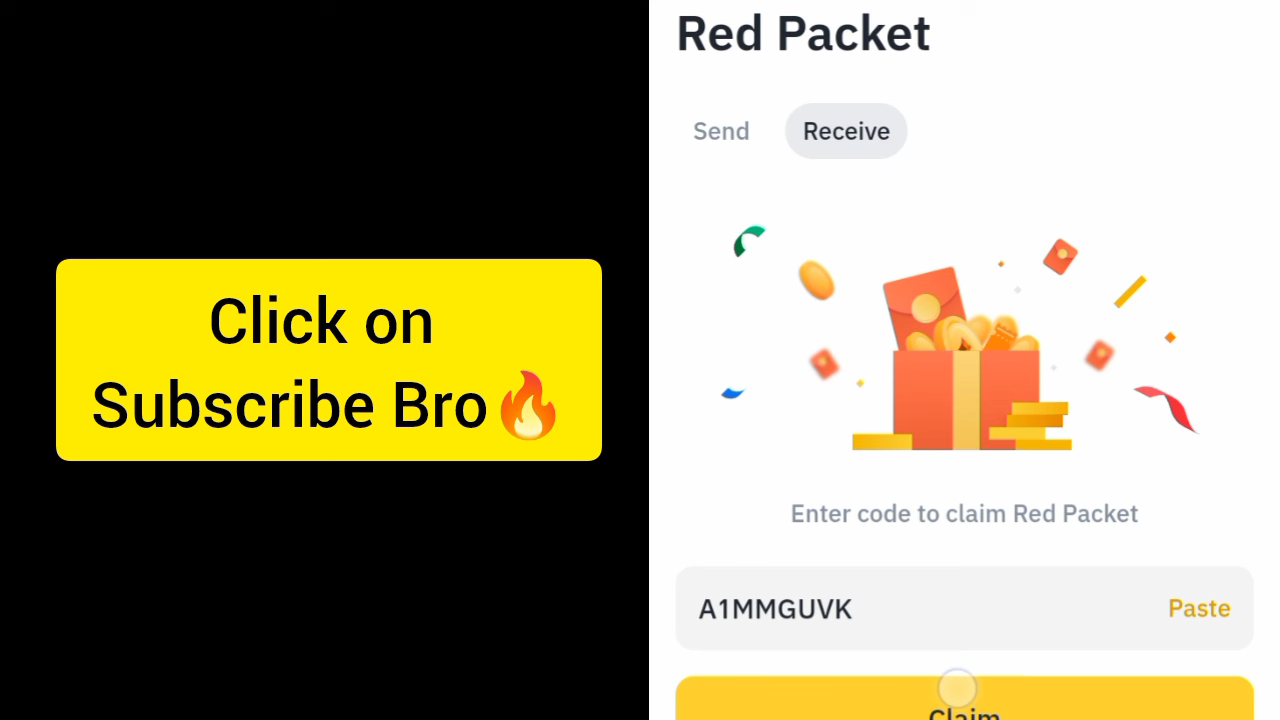 Click on
Subscribe Bro🔥
Red Packet
Send
Receive
Enter code to claim Red Packet
A1MMGUVK
Paste
Claim